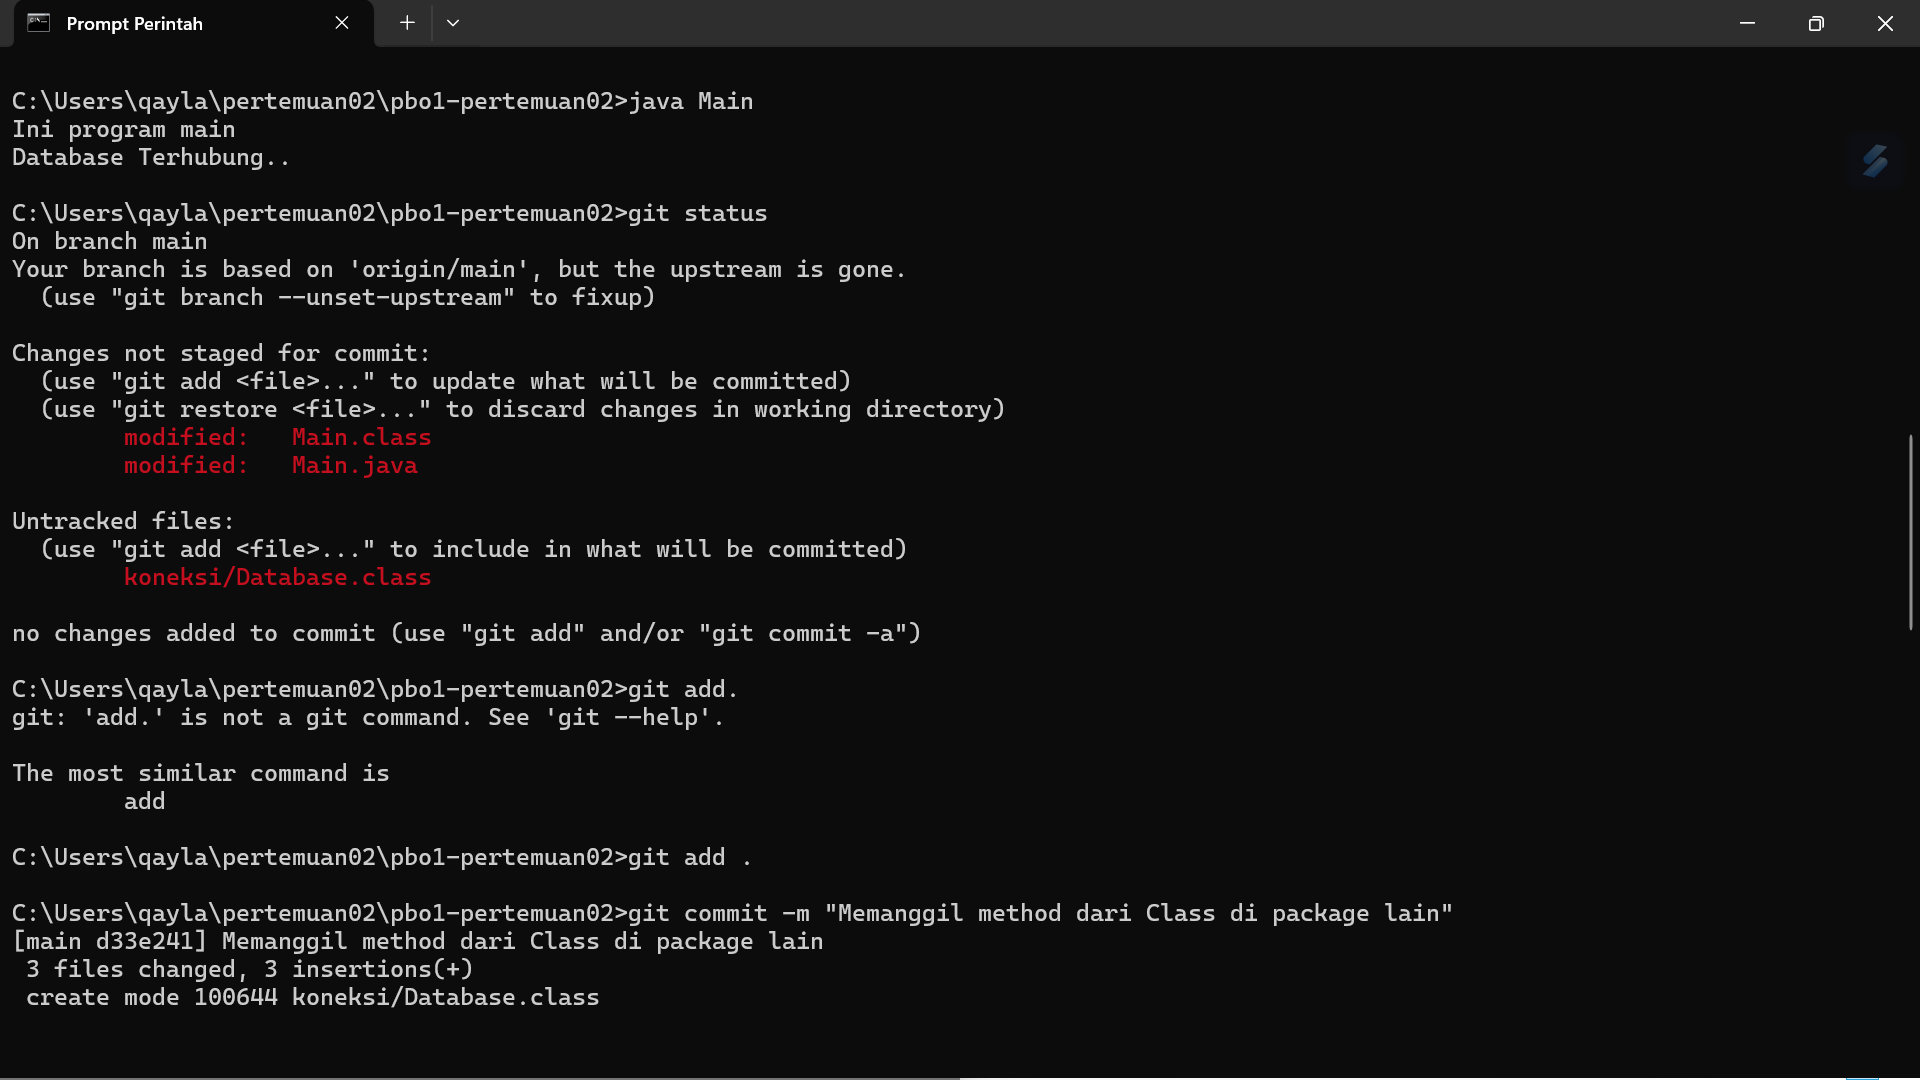 Prompt Perintah
C:\Users\qayla\pertemuan02\pbo1-pertemuan02>java Main
Ini program main
Database Terhubung..
C:\Users\qayla\pertemuan02\pbo1-pertemuan02>git status
On branch main
Your branch is based on 'origin/main', but the upstream is gone.
  (use "git branch --unset-upstream" to fixup)
Changes not staged for commit:
  (use "git add <file>..." to update what will be committed)
  (use "git restore <file>..." to discard changes in working directory)
        modified:   Main.class
        modified:   Main.java
Untracked files:
  (use "git add <file>..." to include in what will be committed)
        koneksi/Database.class
no changes added to commit (use "git add" and/or "git commit -a")
C:\Users\qayla\pertemuan02\pbo1-pertemuan02>git add.
git: 'add.' is not a git command. See 'git --help'.
The most similar command is
        add
C:\Users\qayla\pertemuan02\pbo1-pertemuan02>git add .
C:\Users\qayla\pertemuan02\pbo1-pertemuan02>git commit -m "Memanggil method dari Class di package lain"
[main d33e241] Memanggil method dari Class di package lain
 3 files changed, 3 insertions(+)
 create mode 100644 koneksi/Database.class